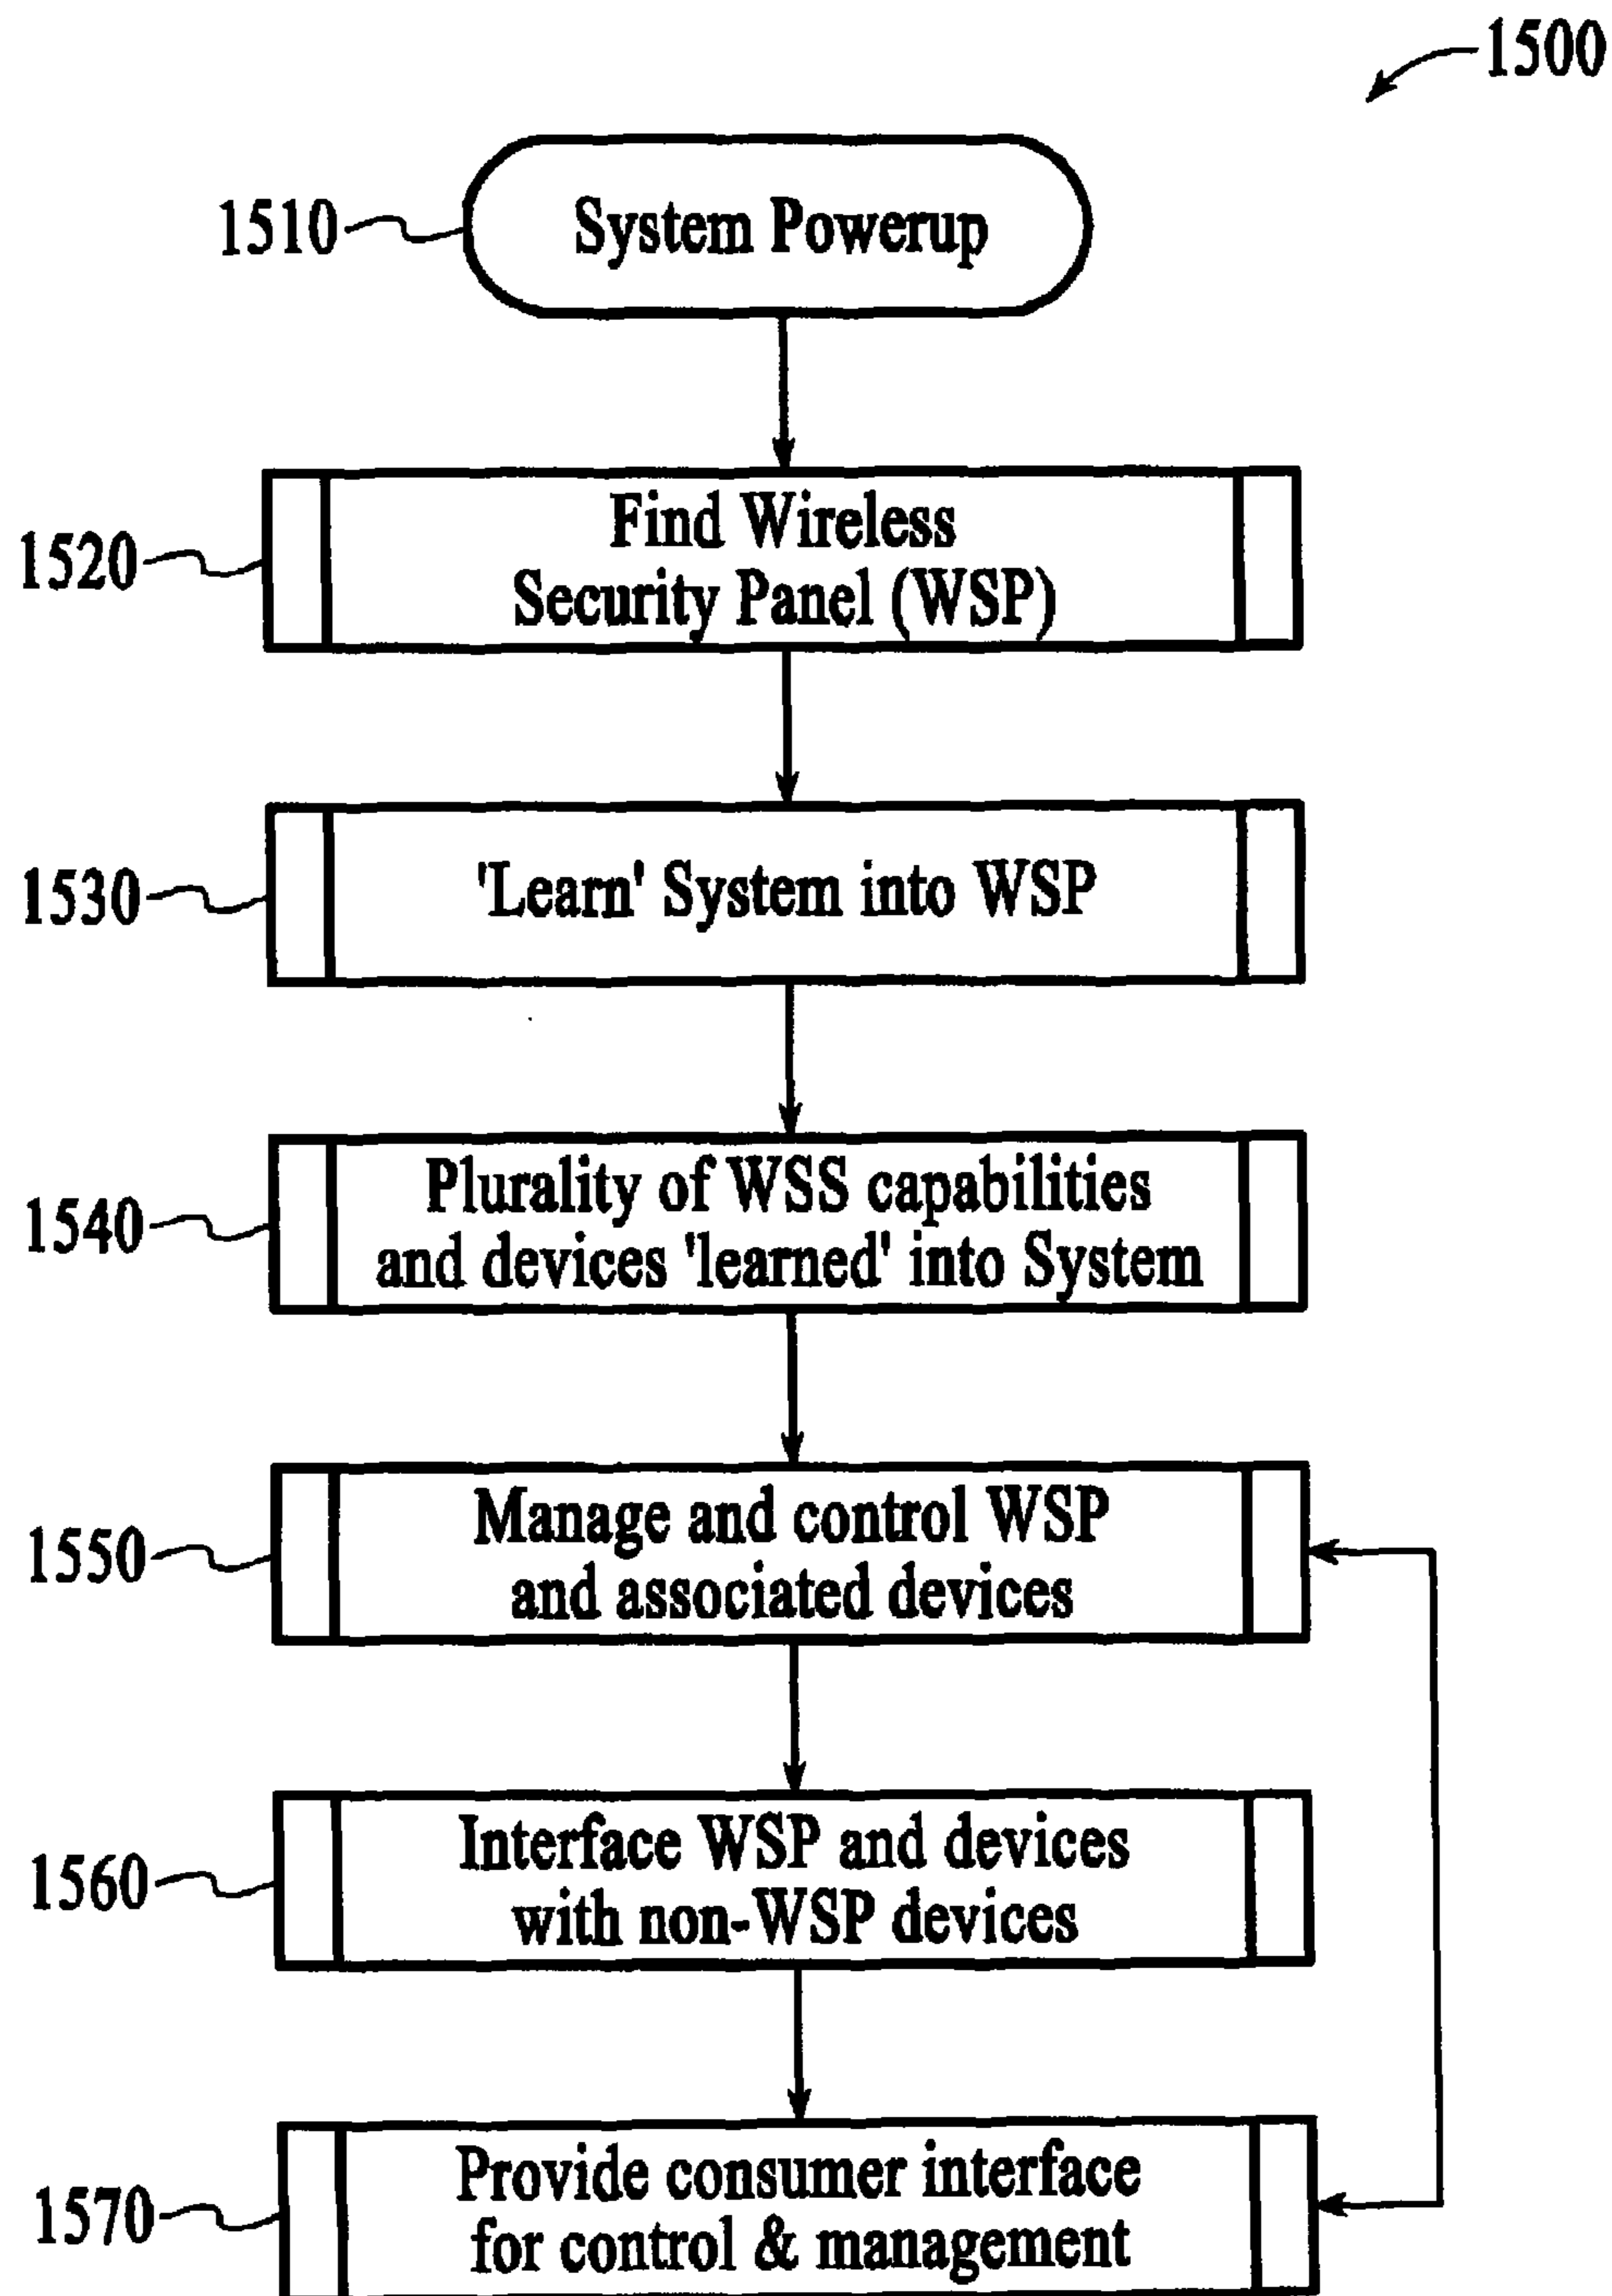 1500
1510
System Powerup
1520
Find Wireless
Security Panel (WSP)
1530
'Learn' System into WSP
1540
Plurality of WSS capabilities
and devices 'learned' into System
1550
Manage and control WSP
and associated devices
1560
Interface WSP and devices
with non-WSP devices
1570
Provide consumer interface
for control & management